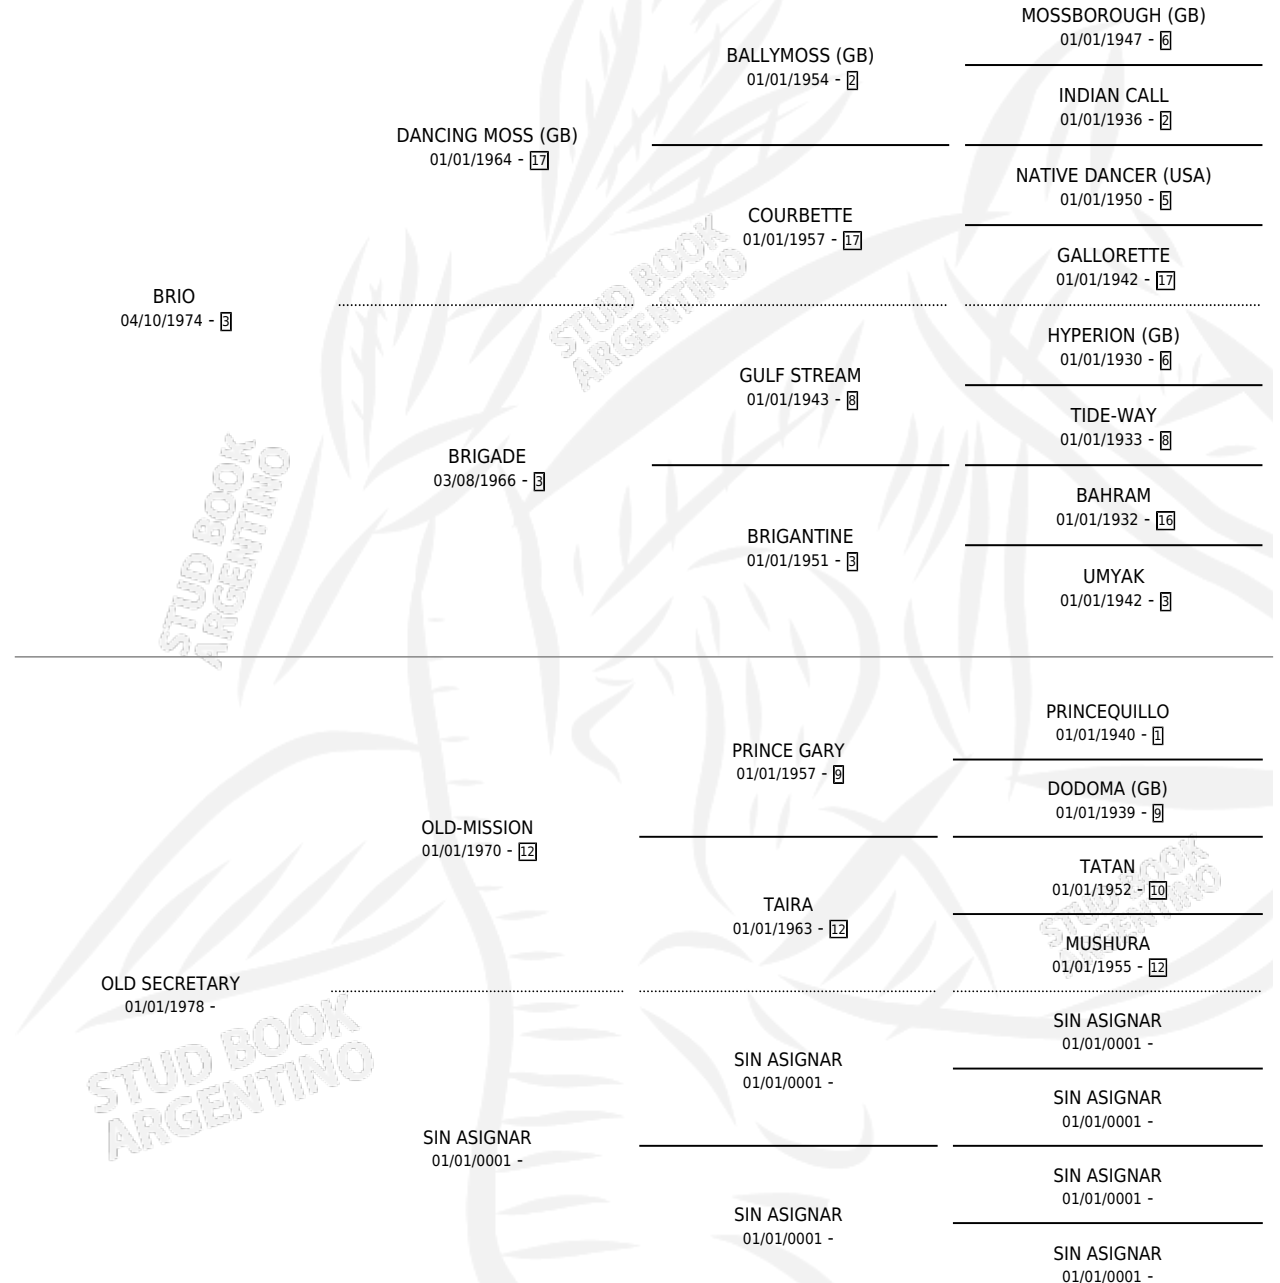 MOSSBOROUGH (GB)
01/01/1947 - 6
BALLYMOSS (GB)
01/01/1954 - 2
INDIAN CALL
01/01/1936 - 2
DANCING MOSS (GB)
01/01/1964 - 17
NATIVE DANCER (USA)
01/01/1950 - 5
COURBETTE
01/01/1957 - 17
GALLORETTE
01/01/1942 - 17
BRIO
04/10/1974 - 3
STUD BOOK
ARGENTINO
HYPERION (GB)
01/01/1930 - 6
GULF STREAM
01/01/1943 - 8
TIDE-WAY
01/01/1933 - 8
BRIGADE
03/08/1966 - 3
BAHRAM
01/01/1932 - 16
BRIGANTINE
01/01/1951 - 3
UMYAK
01/01/1942 - 3
STUD BOOK
ARGENTINO
PRINCEQUILLO
01/01/1940 - 1
PRINCE GARY
01/01/1957 - 9
DODOMA (GB)
01/01/1939 - 9
OLD-MISSION
01/01/1970 - 12
TATAN
01/01/1952 - 10
TAIRA
01/01/1963 - 12
MUSHURA
01/01/1955 - 12
STUD BOOK
ARGENTINO
OLD SECRETARY
01/01/1978 -
STUD BOOK
ARGENTINO
SIN ASIGNAR
01/01/0001 -
SIN ASIGNAR
01/01/0001 -
SIN ASIGNAR
01/01/0001 -
SIN ASIGNAR
01/01/0001 -
SIN ASIGNAR
01/01/0001 -
SIN ASIGNAR
01/01/0001 -
SIN ASIGNAR
01/01/0001 -